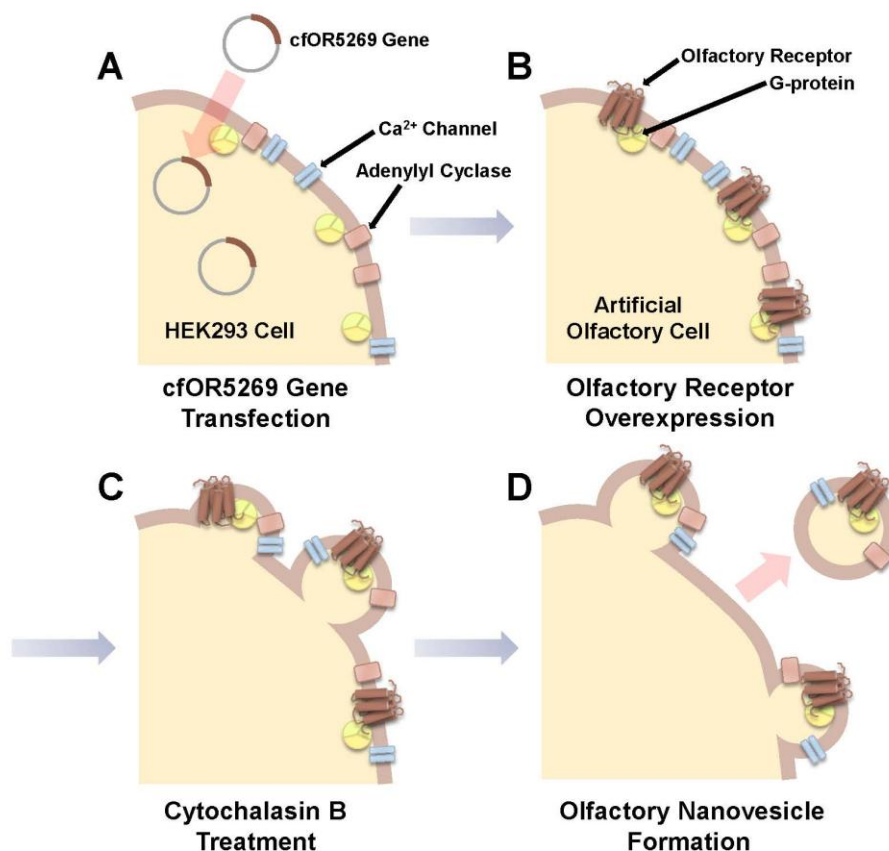 A
cfOR5269 Gene
Ca²⁺ Channel
Adenylyl Cyclase
HEK293 Cell
cfOR5269 Gene
Transfection
B
Olfactory Receptor
G-protein
Artificial
Olfactory Cell
Olfactory Receptor
Overexpression
C
Cytochalasin B
Treatment
D
Olfactory Nanovesicle
Formation